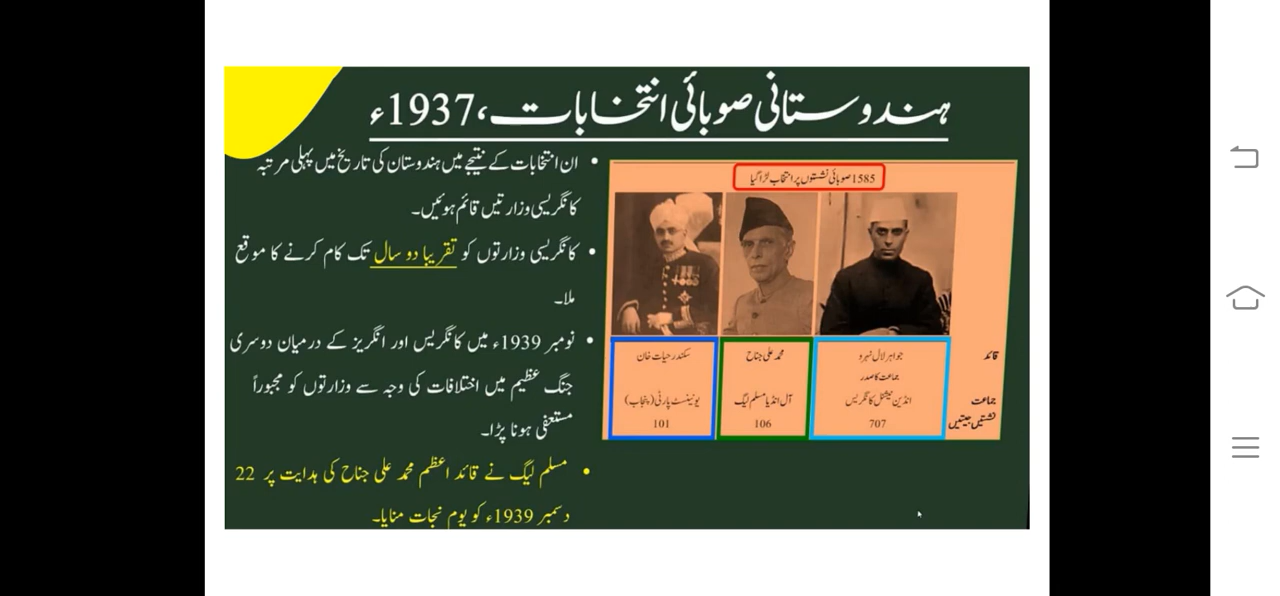 ہندوستانی صوبائی انتخابات، 1937ء
• ان انتخابات کے نتیجے میں ہندوستان کی تاریخ میں پہلی مرتبہ
کانگریسی وزارتیں قائم ہوئیں۔
• کانگریسی وزارتوں کو تقریبا دو سال تک کام کرنے کا موقع
ملا۔
• نومبر 1939ء میں کانگریس اور انگریز کے درمیان دوسری
جنگ عظیم میں اختلافات کی وجہ سے وزارتوں کو مجبوراً
مستعفی ہونا پڑا۔
• مسلم لیگ نے قائد اعظم محمد علی جناح کی ہدایت پر 22
دسمبر 1939ء کو یوم نجات منایا۔
1585 صوبائی نشستوں پر انتخاب لڑا گیا
قائد جواہر لال نہرو محمد علی جناح سکندر حیات خان
جماعت کا صدر
جماعت انڈین نیشنل کانگریس آل انڈیا مسلم لیگ یونینسٹ پارٹی (پنجاب)
نشستیں جیتیں 707 106 101